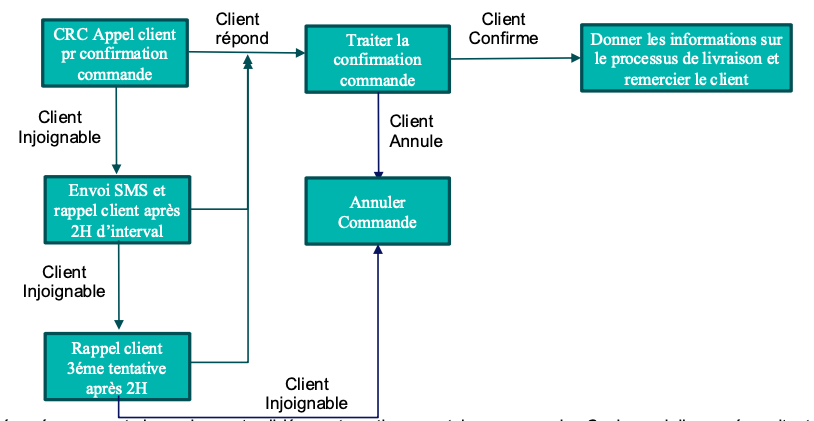 CRC Appel client
pr confirmation
commande
Client
répond
Traiter la
confirmation
commande
Client
Confirme
Donner les informations sur
le processus de livraison et
remercier le client
Client
Injoignable
Client
Annule
Envoi SMS et
rappel client après
2H d'interval
Annuler
Commande
Client
Injoignable
Rappel client
3éme tentative
après 2H
Client
Injoignable